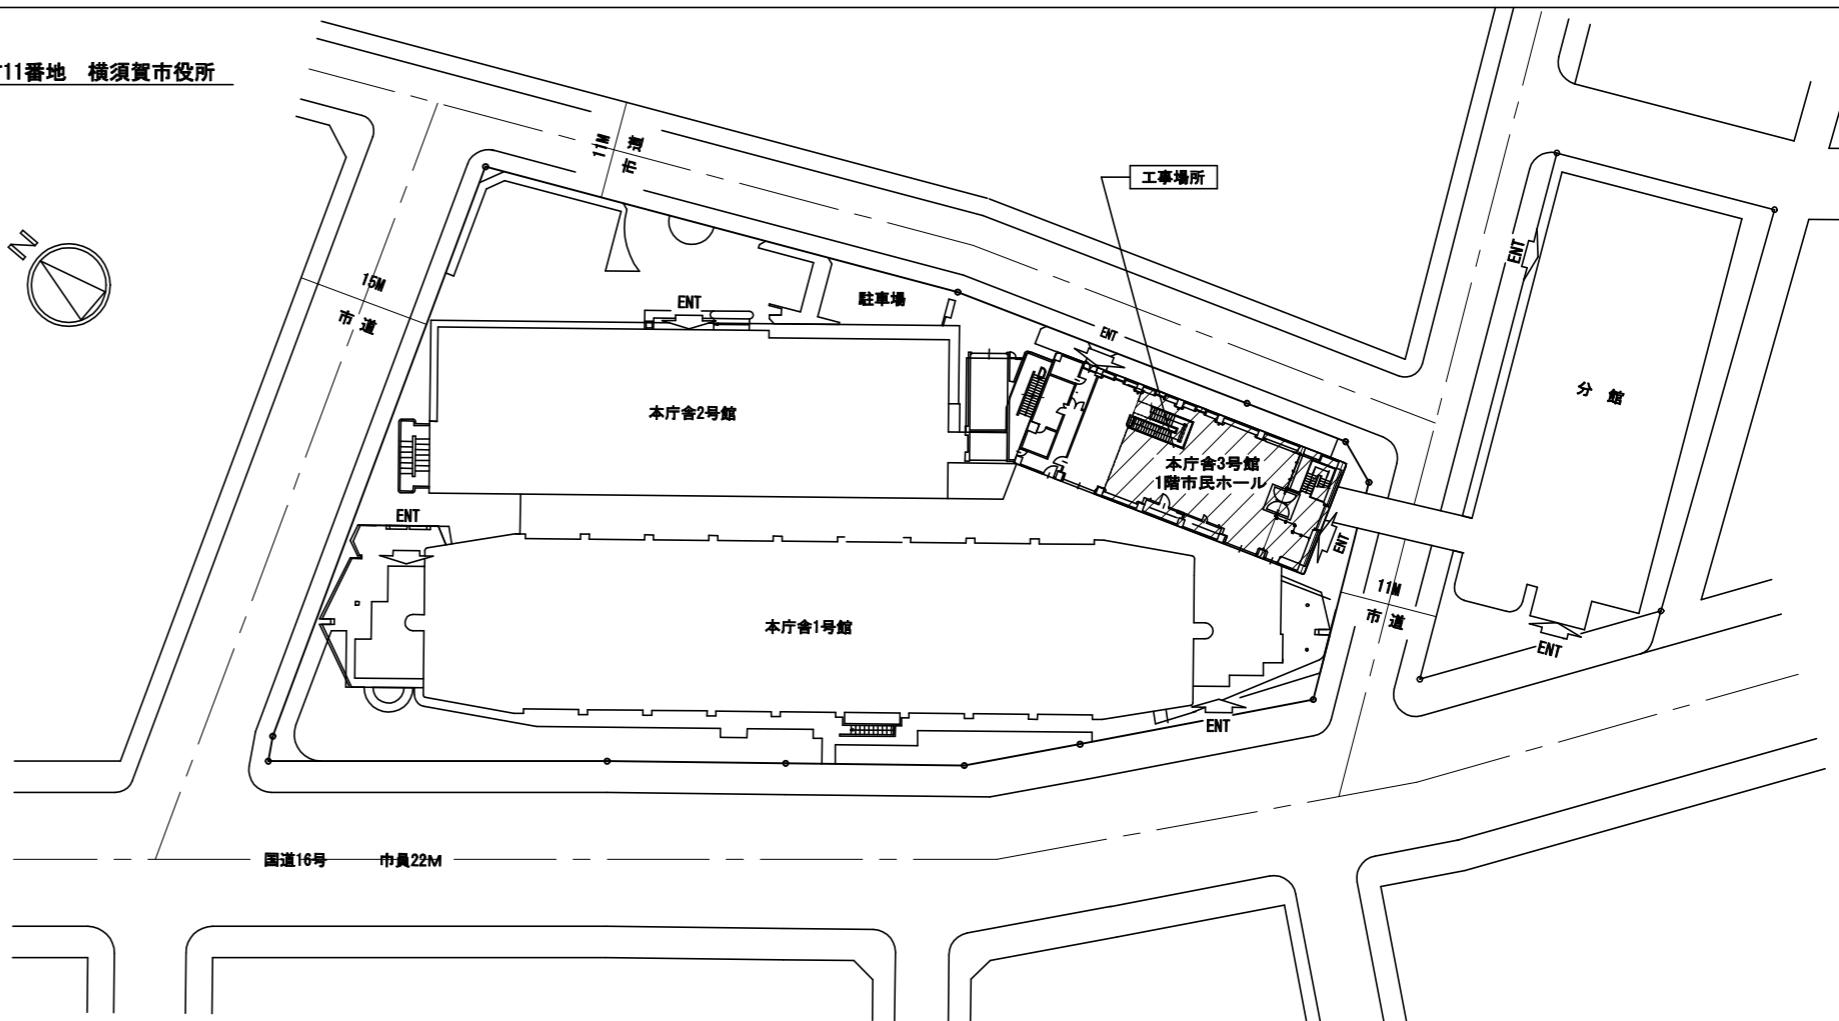 11番地 横須賀市役所
11M
市道
工事場所
N
15M
市道
ENT
駐車場
ENT
ENT
分館
本庁舎2号館
本庁舎3号館
1階市民ホール
ENT
ENT
11M
市道
本庁舎1号館
ENT
ENT
国道16号 巾員22M